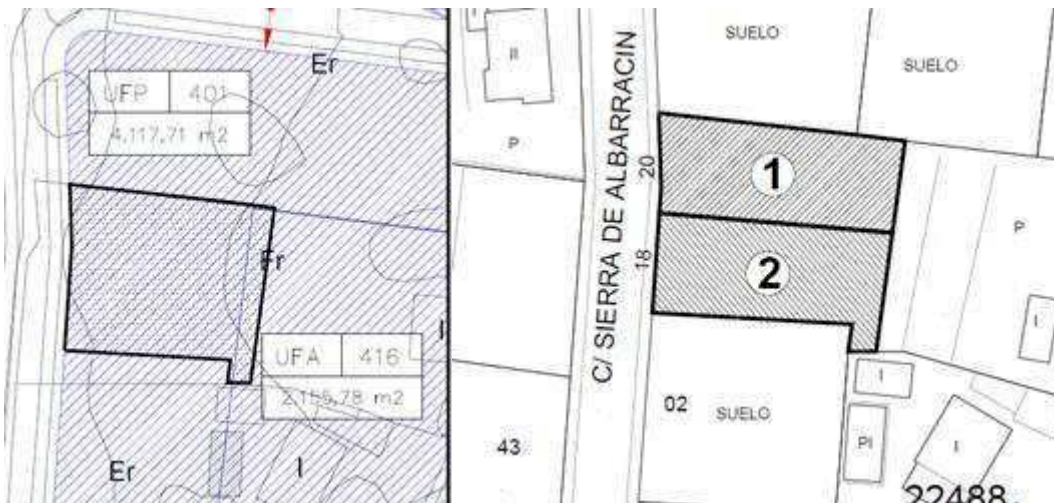 Er
UFP 401
4.117,71 m2
Er
UFA 416
2.155,78 m2
I
Er
I
II
P
43
C/ SIERRA DE ALBARRACIN
20
18
SUELO
SUELO
1
2
P
I
I
02
SUELO
PI
I
22488